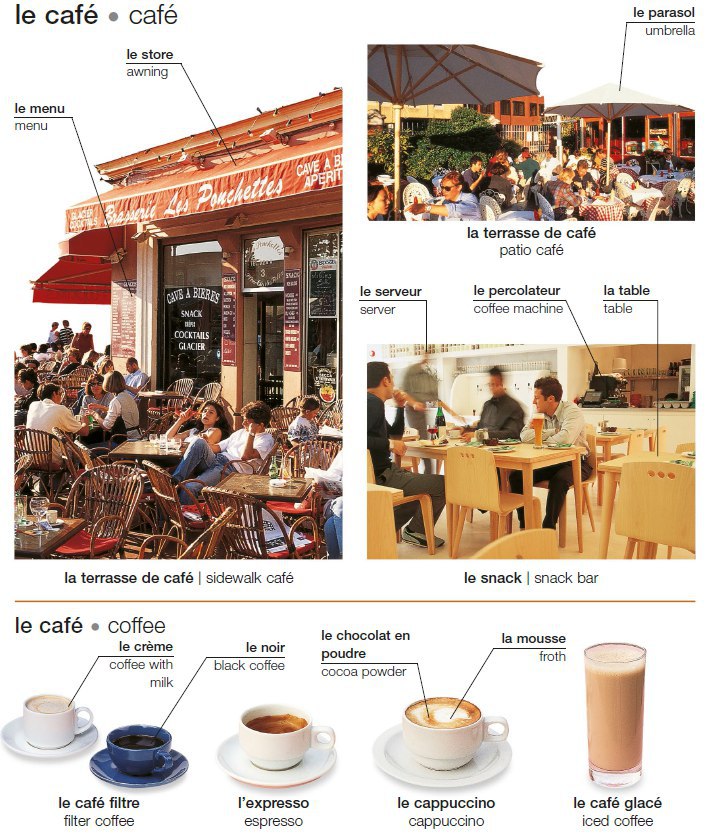 le café • café
le store
awning
le menu
menu
le parasol
umbrella
GLACIER
COCKTAILS
Brasserie Les Ponchettes
CAVE A BI
APERIT
CAVE A BIERES
SNACK
COCKTAILS
GLACIER
SNACK
la terrasse de café
patio café
le serveur
server
le percolateur
coffee machine
la table
table
la terrasse de café | sidewalk café
le snack | snack bar
le café • coffee
le crème
coffee with
milk
le noir
black coffee
le chocolat en
poudre
cocoa powder
la mousse
froth
le café filtre
filter coffee
l'expresso
espresso
le cappuccino
cappuccino
le café glacé
iced coffee